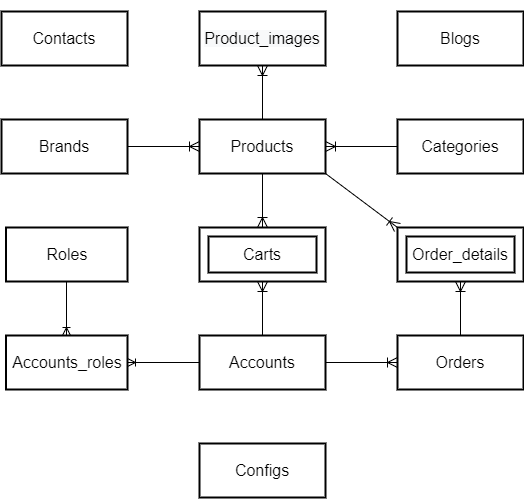 Contacts
Product_images
Blogs
Brands
Products
Categories
Roles
Carts
Order_details
Accounts_roles
Accounts
Orders
Configs